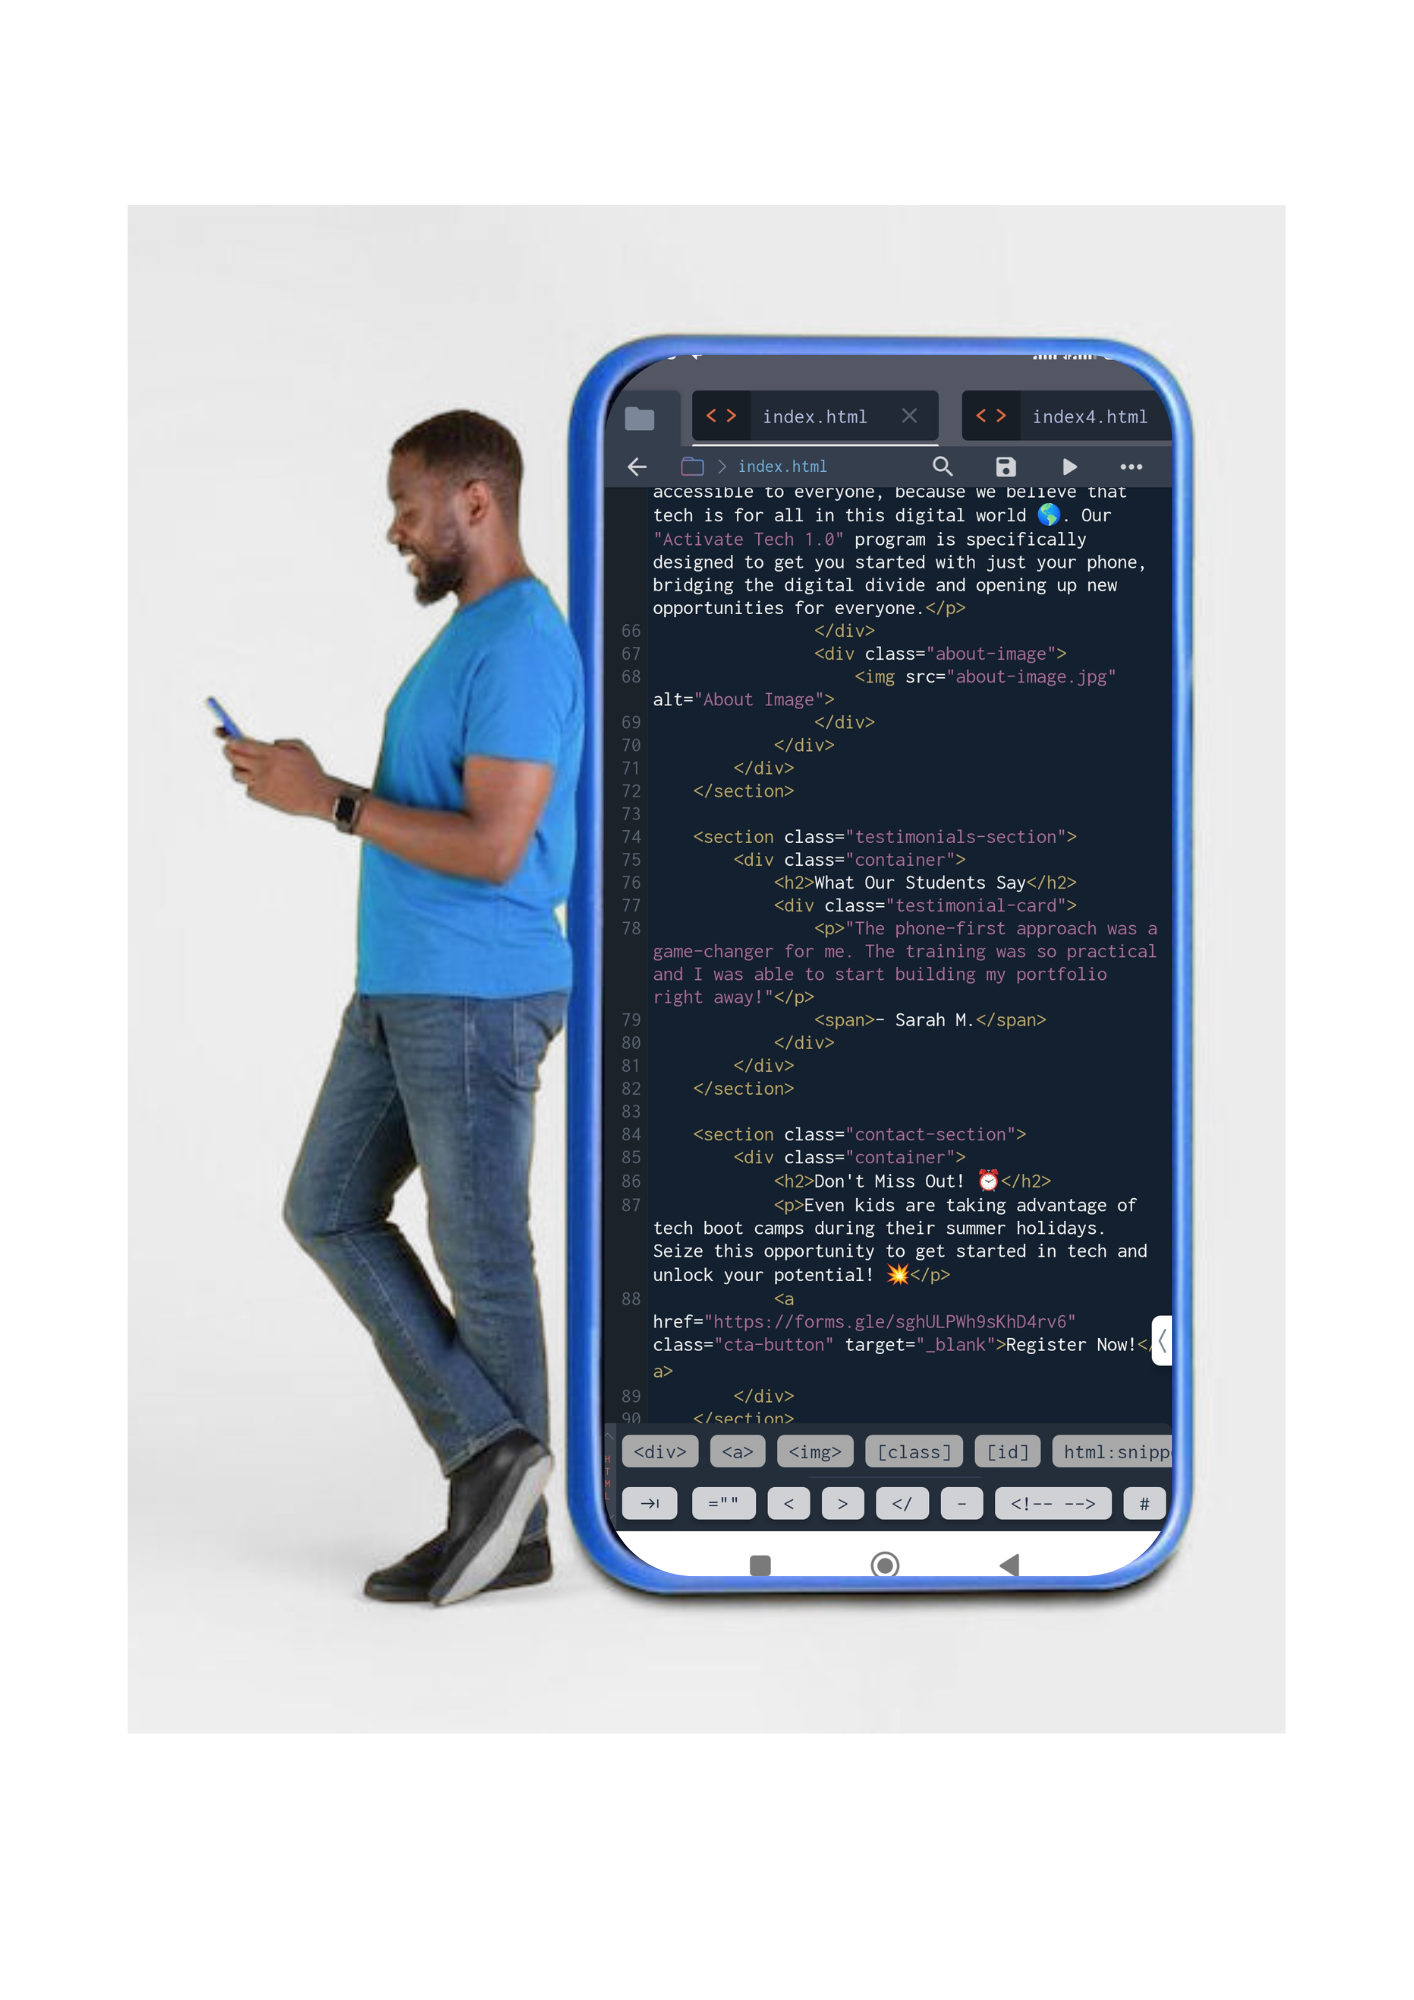 index.html
index4.html
index.html
accessible to everyone, because we believe that
tech is for all in this digital world 🌎. Our
"Activate Tech 1.0" program is specifically
designed to get you started with just your phone,
bridging the digital divide and opening up new
opportunities for everyone.</p>
66 </div>
67 <div class="about-image">
68 <img src="about-image.jpg"
alt="About Image">
69 </div>
70 </div>
71 </div>
72 </section>
73
74 <section class="testimonials-section">
75 <div class="container">
76 <h2>What Our Students Say</h2>
77 <div class="testimonial-card">
78 <p>"The phone-first approach was a
game-changer for me. The training was so practical
and I was able to start building my portfolio
right away!"</p>
79 <span>- Sarah M.</span>
80 </div>
81 </div>
82 </section>
83
84 <section class="contact-section">
85 <div class="container">
86 <h2>Don't Miss Out! ⏰</h2>
87 <p>Even kids are taking advantage of
tech boot camps during their summer holidays.
Seize this opportunity to get started in tech and
unlock your potential! 💥</p>
88 <a
href="https://forms.gle/sghULPWh9sKhD4rv6"
class="cta-button" target="_blank">Register Now!</
a>
89 </div>
90 </section>
HTML
<div> <a> <img> [class] [id] html:snipp
="" < > </ - <!-- --> #